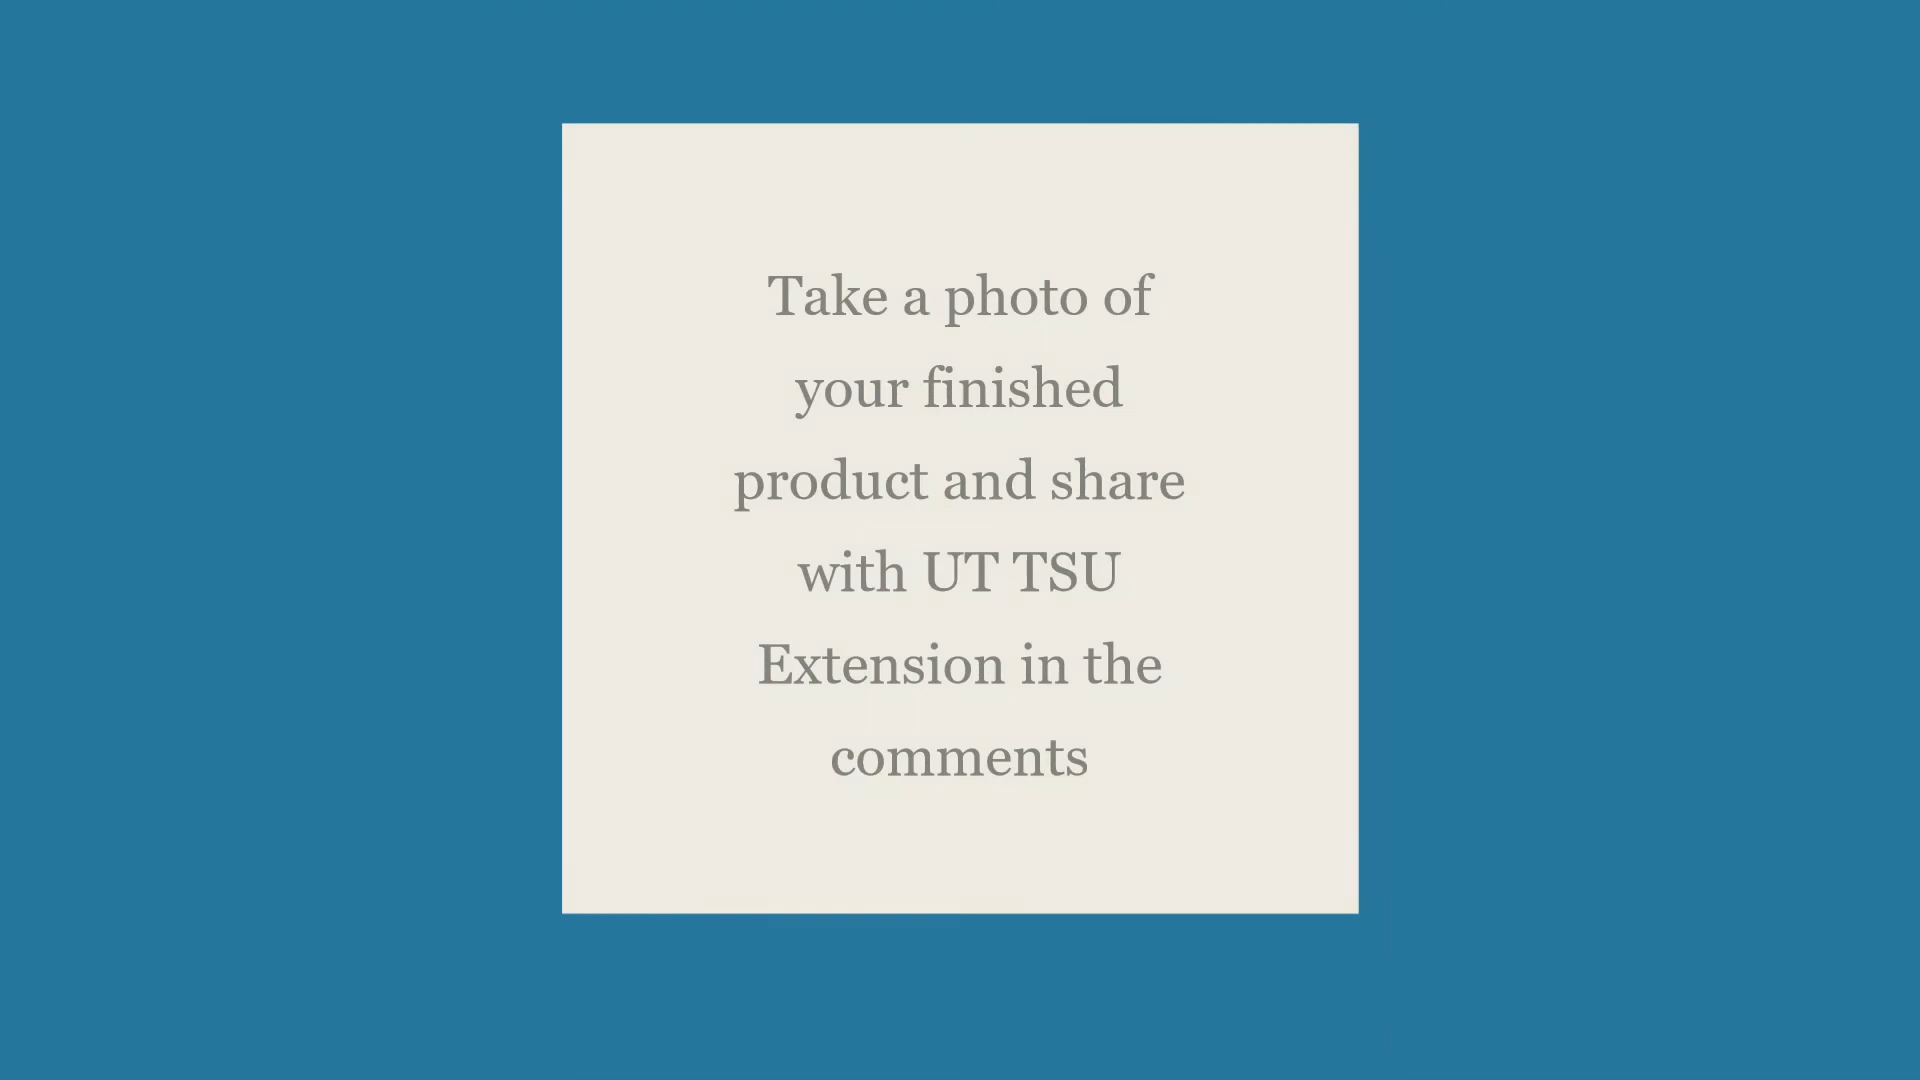 Take a photo of
your finished
product and share
with UT TSU
Extension in the
comments